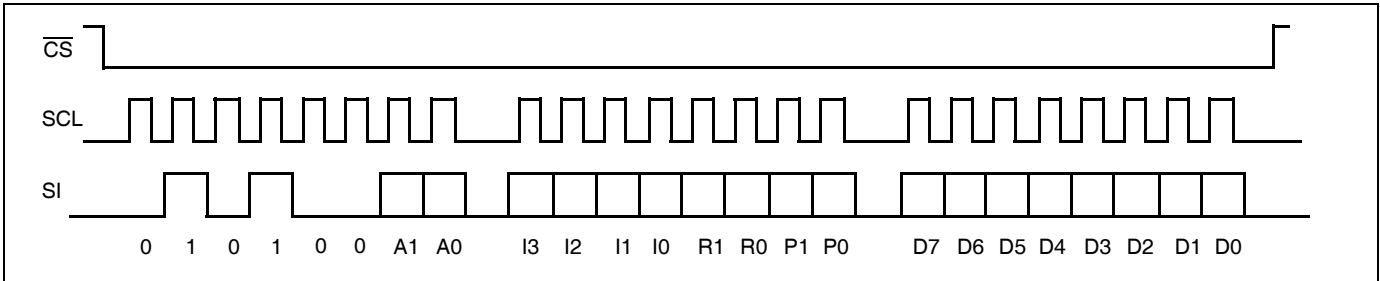 CS
SCL
SI
0 1 0 1 0 0 A1 A0 I3 I2 I1 I0 R1 R0 P1 P0 D7 D6 D5 D4 D3 D2 D1 D0